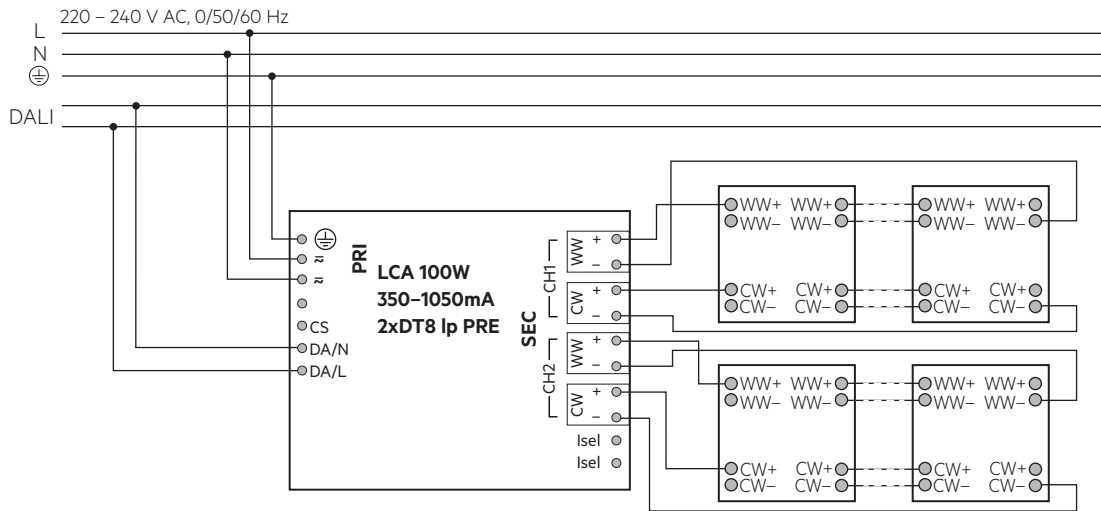 220 – 240 V AC, 0/50/60 Hz
L
N
DALI
PRI
LCA 100W
350–1050mA
2xDT8 lp PRE
SEC
CS
DA/N
DA/L
CH1
WW + –
CW + –
CH2
WW + –
CW + –
Isel
Isel
WW+ WW+ WW+ WW+
WW– WW– WW– WW–
CW+ CW+ CW+ CW+
CW– CW– CW– CW–
WW+ WW+ WW+ WW+
WW– WW– WW– WW–
CW+ CW+ CW+ CW+
CW– CW– CW– CW–